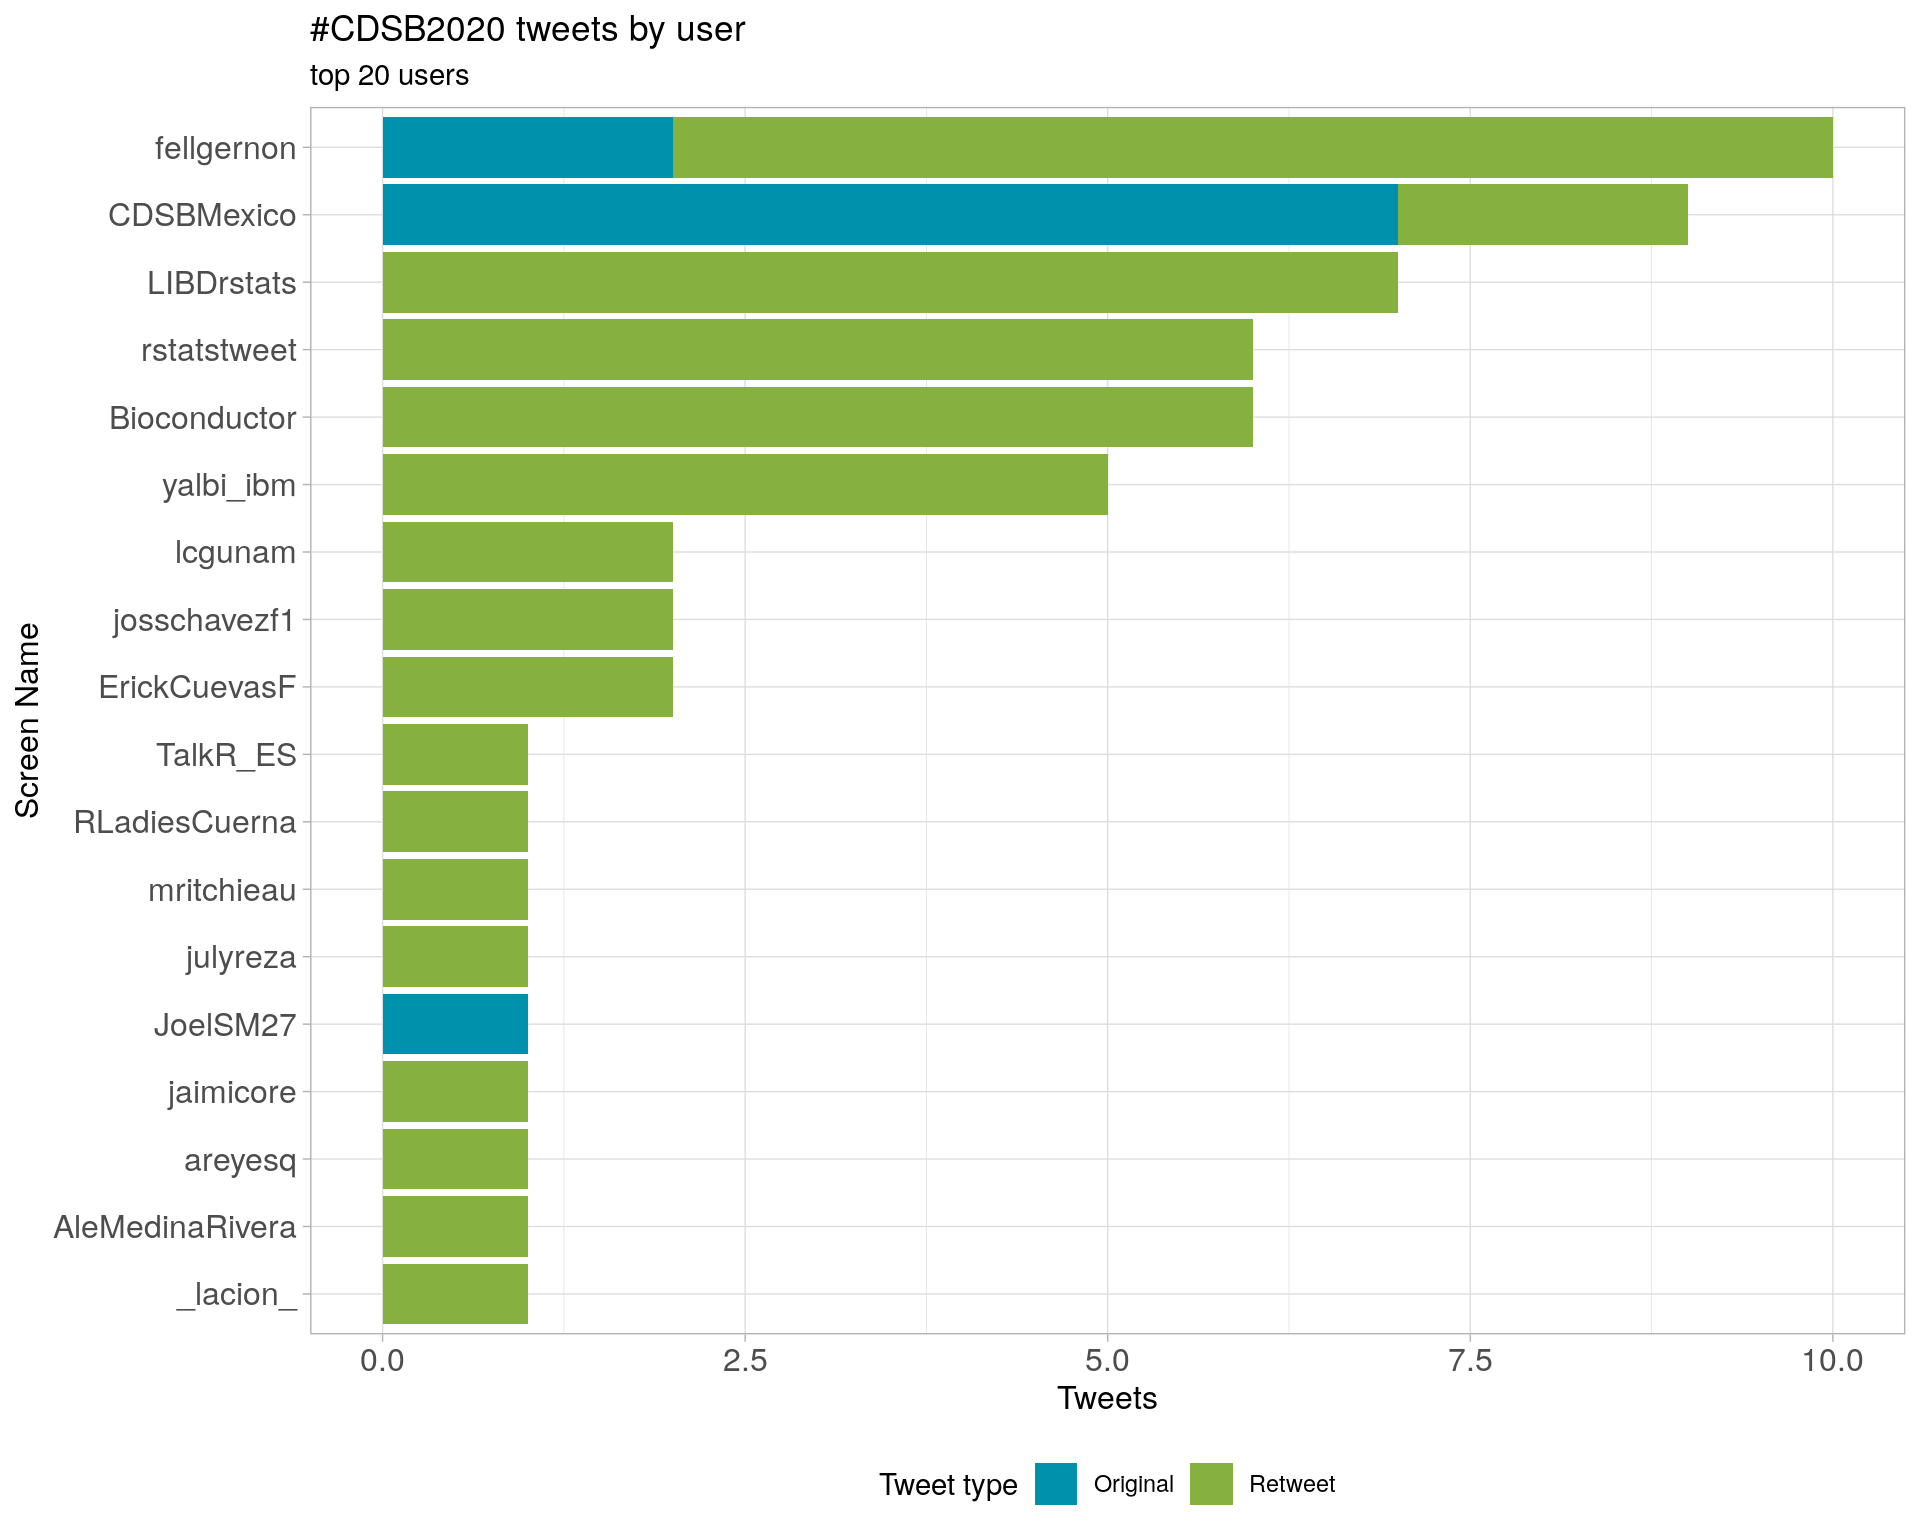 #CDSB2020 tweets by user
top 20 users
fellgernon
CDSBMexico
LIBDrstats
rstatstweet
Bioconductor
yalbi_ibm
lcgunam
josschavezf1
ErickCuevasF
TalkR_ES
RLadiesCuerna
mritchieau
julyreza
JoelSM27
jaimicore
areyesq
AleMedinaRivera
_lacion_
Screen Name
0.0 2.5 5.0 7.5 10.0
Tweets
Tweet type Original Retweet